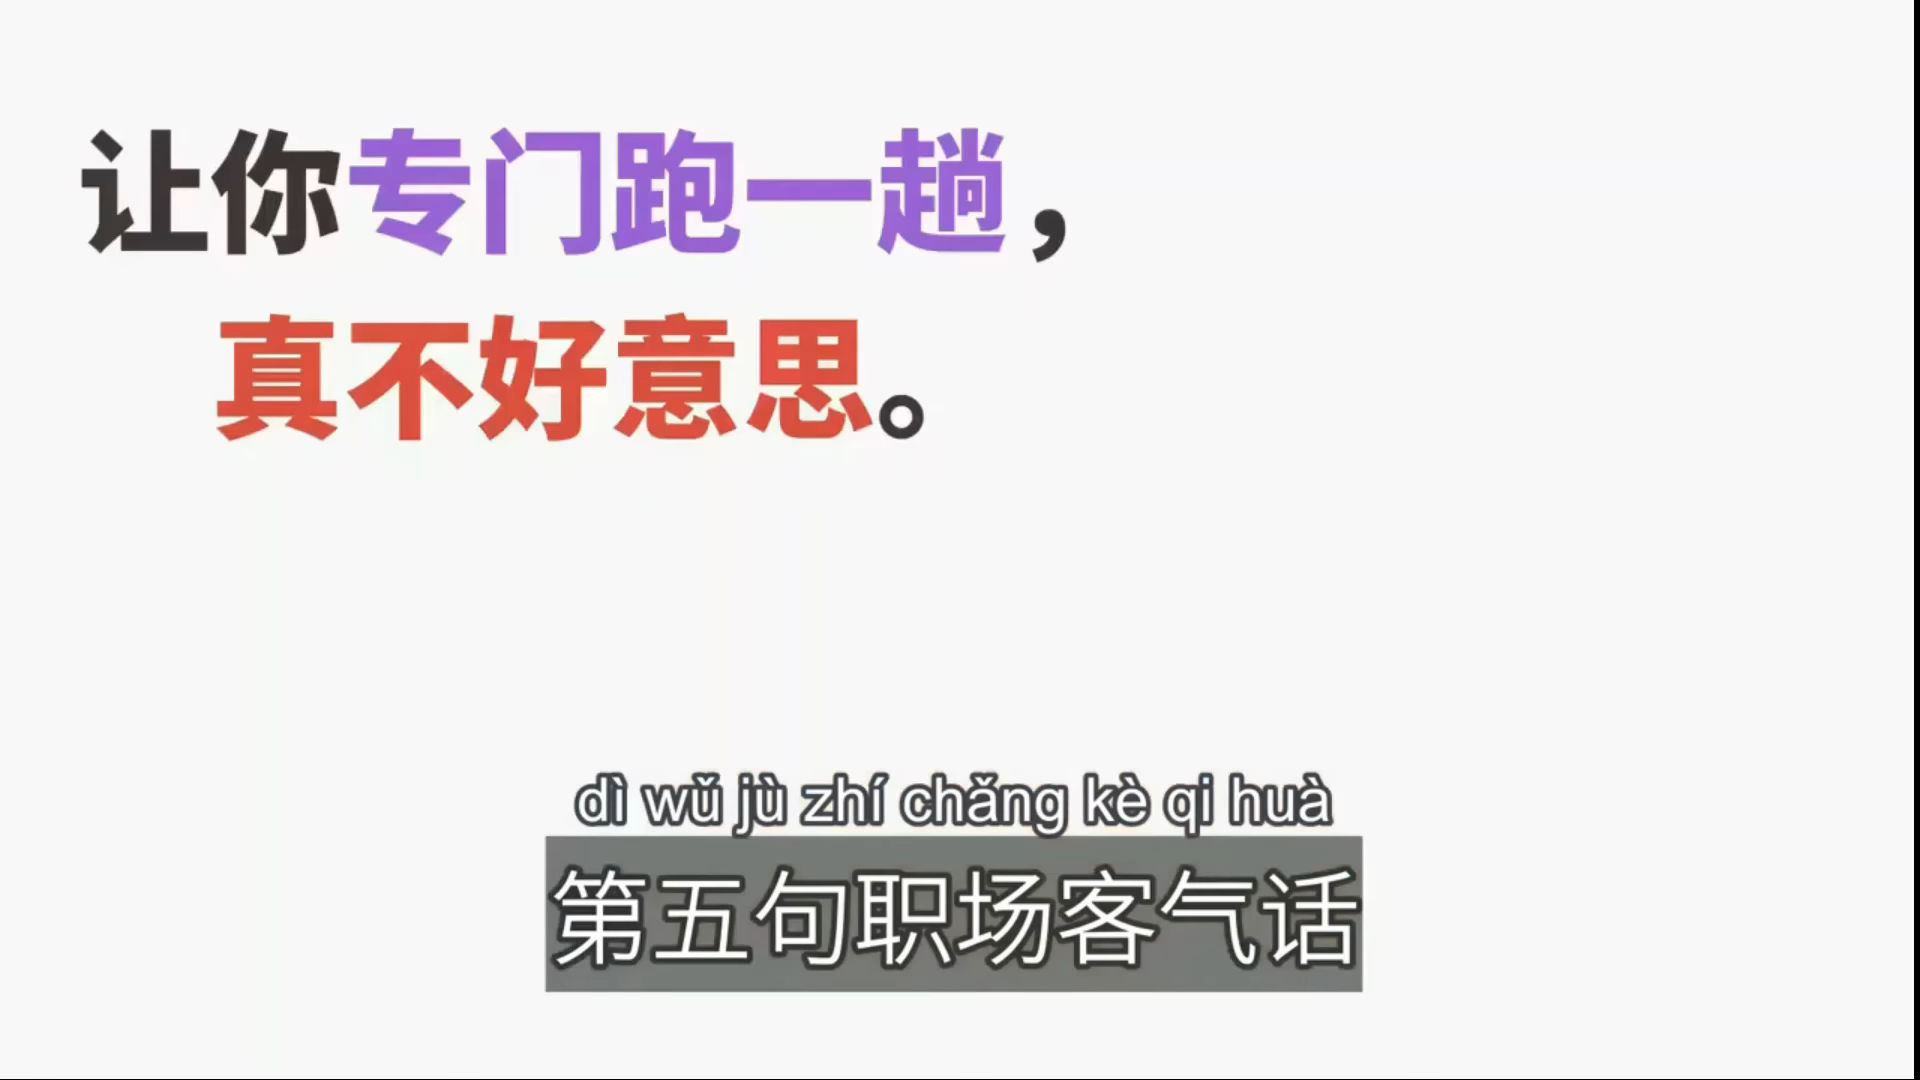 让你专门跑一趟，
真不好意思。
dì wǔ jù zhí chǎng kè qi huà
第五句职场客气话